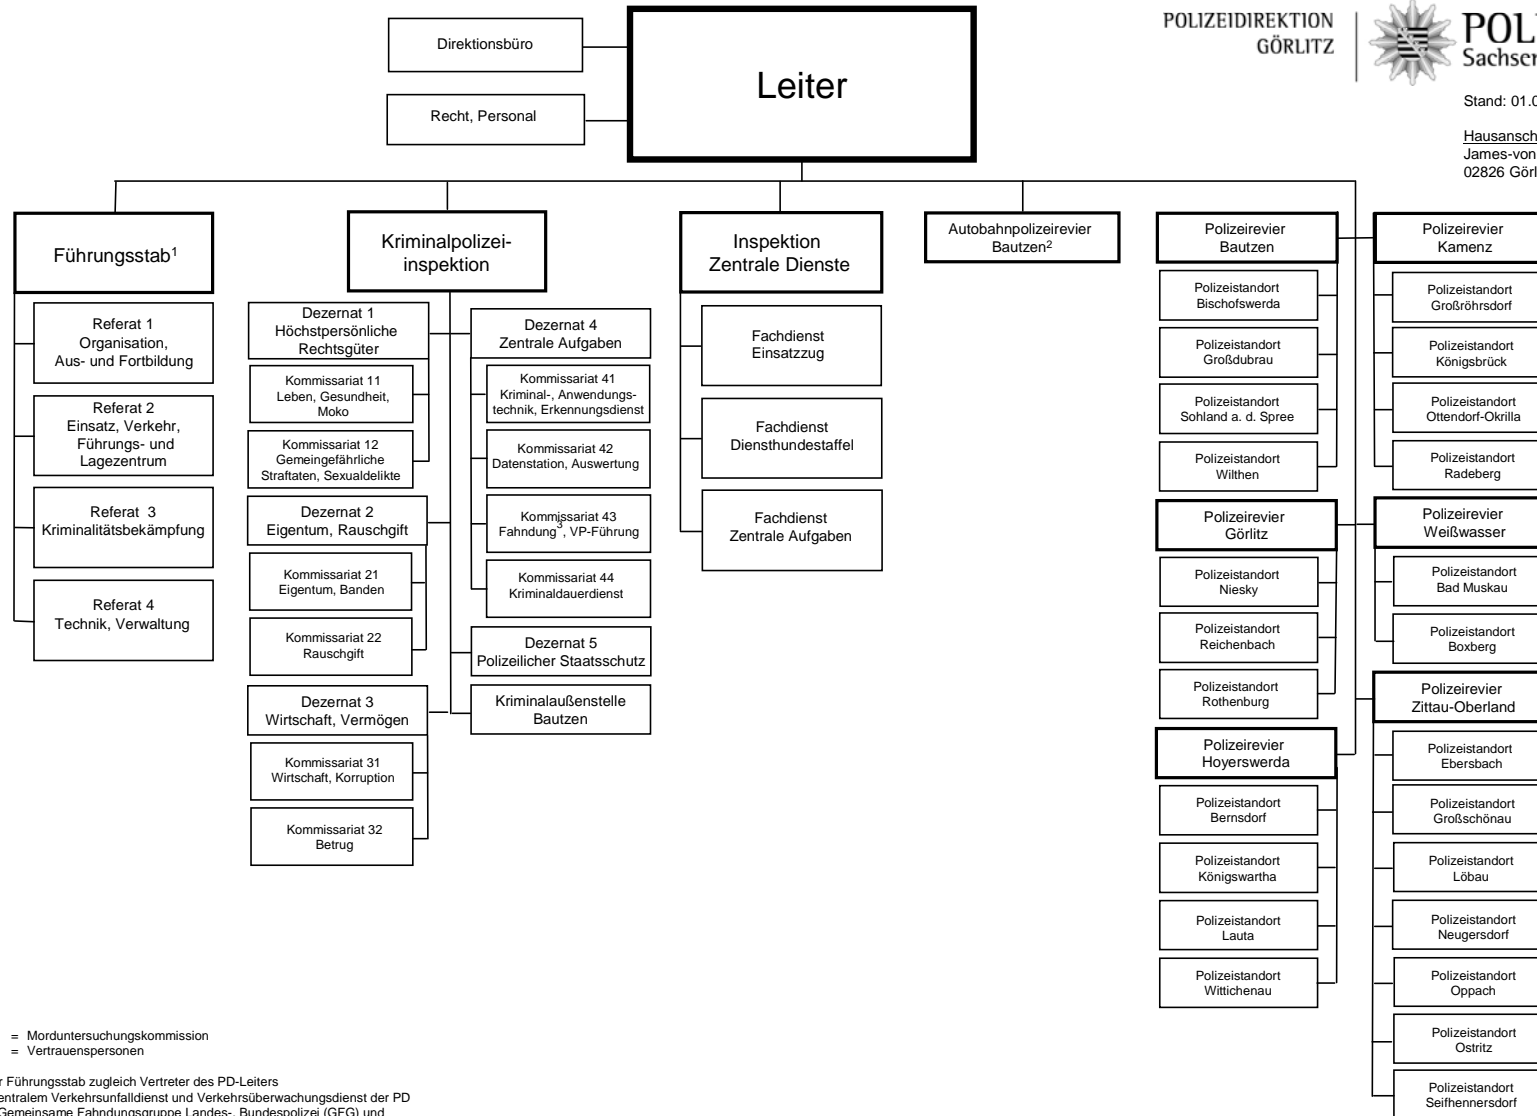 Direktionsbüro
Recht, Personal
Leiter
POLIZEIDIREKTION
GÖRLITZ
Stand:
James-von
02826
Führungsstab¹
Referat 1
Organisation,
Aus- und Fortbildung
Referat 2
Einsatz, Verkehr,
Führungs- und
Lagezentrum
Referat 3
Kriminalitätsbekämpfung
Referat 4
Technik, Verwaltung
Kriminalpolizei-
inspektion
Dezernat 1
Höchstpersönliche
Rechtsgüter
Kommissariat 11
Leben, Gesundheit,
Moko
Kommissariat 12
Gemeingefährliche
Straftaten, Sexualdelikte
Dezernat 2
Eigentum, Rauschgift
Kommissariat 21
Eigentum, Banden
Kommissariat 22
Rauschgift
Dezernat 3
Wirtschaft, Vermögen
Kommissariat 31
Wirtschaft, Korruption
Kommissariat 32
Betrug
Dezernat 4
Zentrale Aufgaben
Kommissariat 41
Kriminal-, Anwendungs-
technik, Erkennungsdienst
Kommissariat 42
Datenstation, Auswertung
Kommissariat 43
Fahndung³, VP-Führung
Kommissariat 44
Kriminaldauerdienst
Dezernat 5
Polizeilicher Staatsschutz
Kriminalaußenstelle
Bautzen
Inspektion
Zentrale Dienste
Fachdienst
Einsatzzug
Fachdienst
Diensthundestaffel
Fachdienst
Zentrale Aufgaben
Autobahnpolizeirevier
Bautzen²
Polizeirevier
Bautzen
Polizeistandort
Bischofswerda
Polizeistandort
Großdubrau
Polizeistandort
Sohland a. d. Spree
Polizeistandort
Wilthen
Polizeirevier
Görlitz
Polizeistandort
Niesky
Polizeistandort
Reichenbach
Polizeistandort
Rothenburg
Polizeirevier
Hoyerswerda
Polizeistandort
Bernsdorf
Polizeistandort
Königswartha
Polizeistandort
Lauta
Polizeistandort
Wittichenau
Polizeirevier
Kamenz
Polizeistandort
Großröhrsdorf
Polizeistandort
Königsbrück
Polizeistandort
Ottendorf-Okrilla
Polizeistandort
Radeberg
Polizeirevier
Weißwasser
Polizeistandort
Bad Muskau
Polizeistandort
Boxberg
Polizeirevier
Zittau-Oberland
Polizeistandort
Ebersbach
Polizeistandort
Großschönau
Polizeistandort
Löbau
Polizeistandort
Neugersdorf
Polizeistandort
Oppach
Polizeistandort
Ostritz
Polizeistandort
Seifhennersdorf
= Morduntersuchungskommission
= Vertrauenspersonen
Führungsstab zugleich Vertreter des PD-Leiters
Verkehrsunfalldienst und Verkehrsüberwachungsdienst der PD
Gemeinsame Fahndungsgruppe Landes-, Bundespolizei (GFG) und